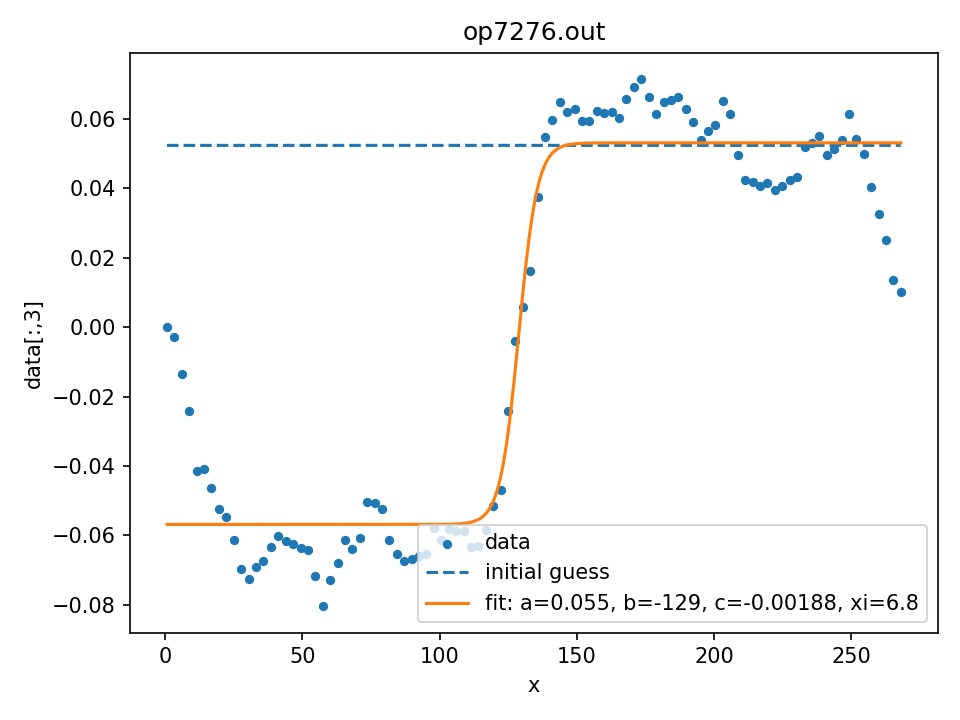 op7276.out
0.06
0.04
0.02
0.00
−0.02
−0.04
−0.06
−0.08
data[:,3]
data
initial guess
fit: a=0.055, b=-129, c=-0.00188, xi=6.8
0 50 100 150 200 250
x